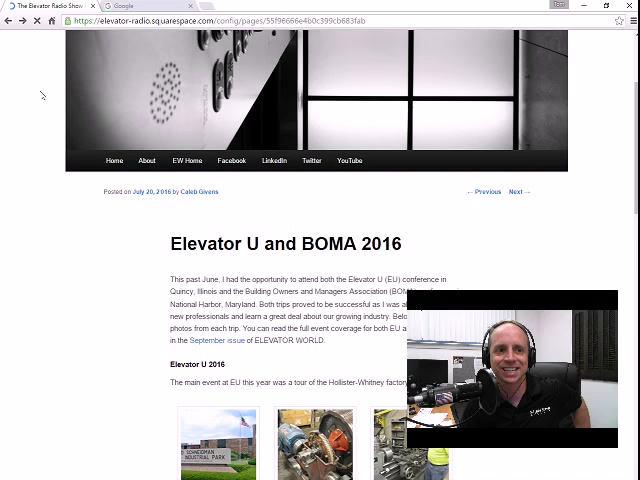 The Elevator Radio Show
Google
Tom
https://elevator-radio.squarespace.com/config/pages/55f96666e4b0c399cb683fab
Home About EW Home Facebook LinkedIn Twitter YouTube
Posted on July 20, 2016 by Caleb Givens
← Previous Next →
Elevator U and BOMA 2016
This past June, I had the opportunity to attend both the Elevator U (EU) conference in
Quincy, Illinois and the Building Owners and Managers Association (BOM
National Harbor, Maryland. Both trips proved to be successful as I was
new professionals and learn a great deal about our growing industry. Belo
photos from each trip. You can read the full event coverage for both EU a
in the September issue of ELEVATOR WORLD.
Elevator U 2016
The main event at EU this year was a tour of the Hollister-Whitney factory
SCHNEIDMAN
INDUSTRIAL PARK